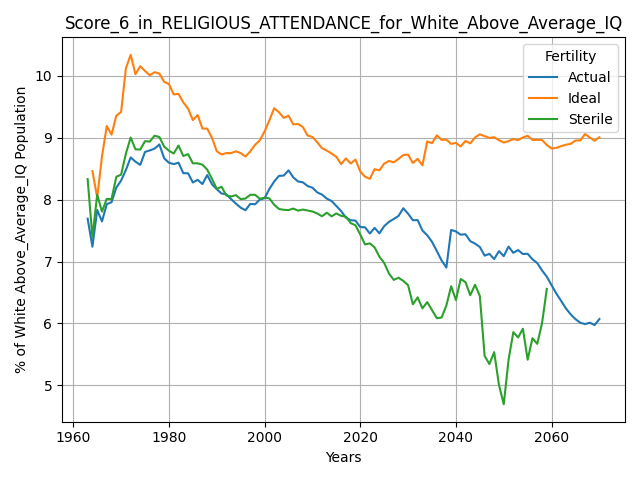 Score_6_in_RELIGIOUS_ATTENDANCE_for_White_Above_Average_IQ
Fertility
Actual
Ideal
Sterile
% of White Above_Average_IQ Population
10
9
8
7
6
5
1960
1980
2000
2020
2040
2060
Years